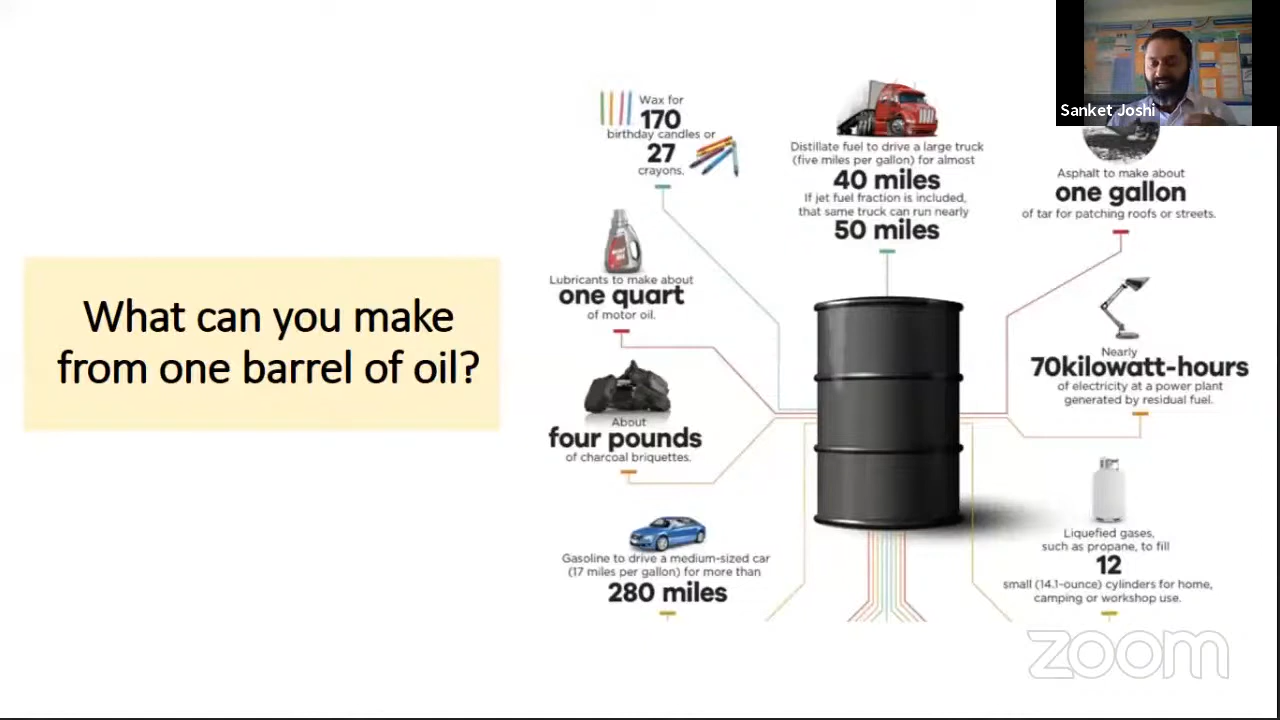 What can you make
from one barrel of oil?
Wax for
170
birthday candles or
27
crayons.
Distillate fuel to drive a large truck
(five miles per gallon) for almost
40 miles
If jet fuel fraction is included,
that same truck can run nearly
50 miles
Sanket Joshi
Asphalt to make about
one gallon
of tar for patching roofs or streets.
Lubricants to make about
one quart
of motor oil.
Nearly
70kilowatt-hours
of electricity at a power plant
generated by residual fuel.
About
four pounds
of charcoal briquettes.
Gasoline to drive a medium-sized car
(17 miles per gallon) for more than
280 miles
Liquefied gases,
such as propane, to fill
12
small (14.1-ounce) cylinders for home,
camping or workshop use.
zoom